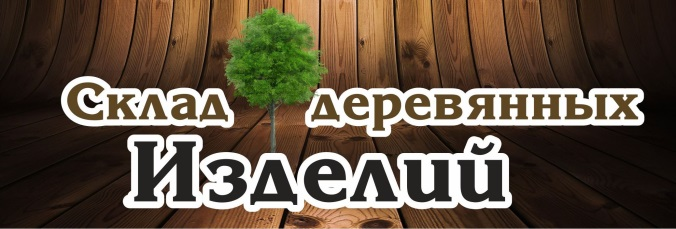 Склад деревянных
Изделий